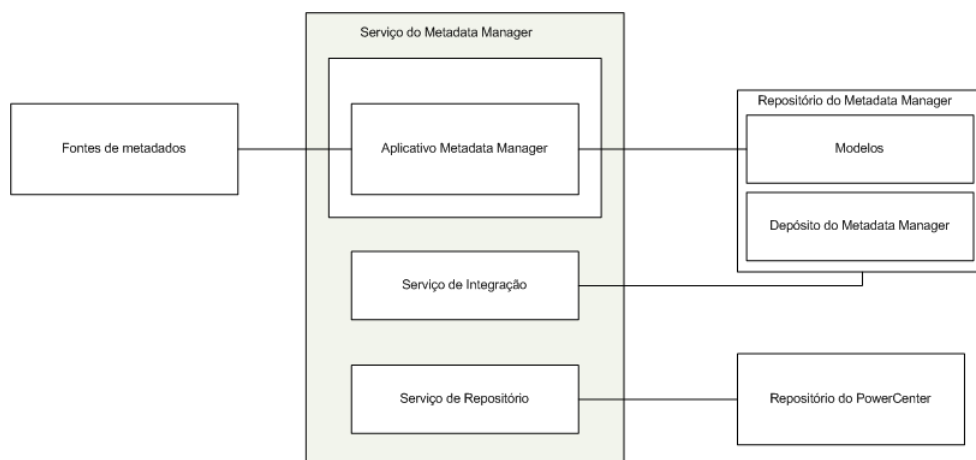 Serviço do Metadata Manager
Fontes de metadados
Aplicativo Metadata Manager
Repositório do Metadata Manager
Modelos
Depósito do Metadata Manager
Serviço de Integração
Serviço de Repositório
Repositório do PowerCenter